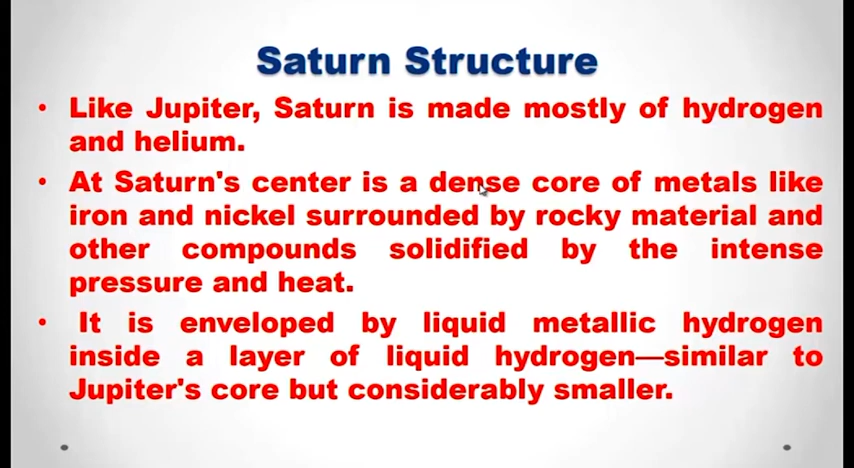 Saturn Structure
• Like Jupiter, Saturn is made mostly of hydrogen
and helium.
• At Saturn's center is a dense core of metals like
iron and nickel surrounded by rocky material and
other compounds solidified by the intense
pressure and heat.
• It is enveloped by liquid metallic hydrogen
inside a layer of liquid hydrogen—similar to
Jupiter's core but considerably smaller.